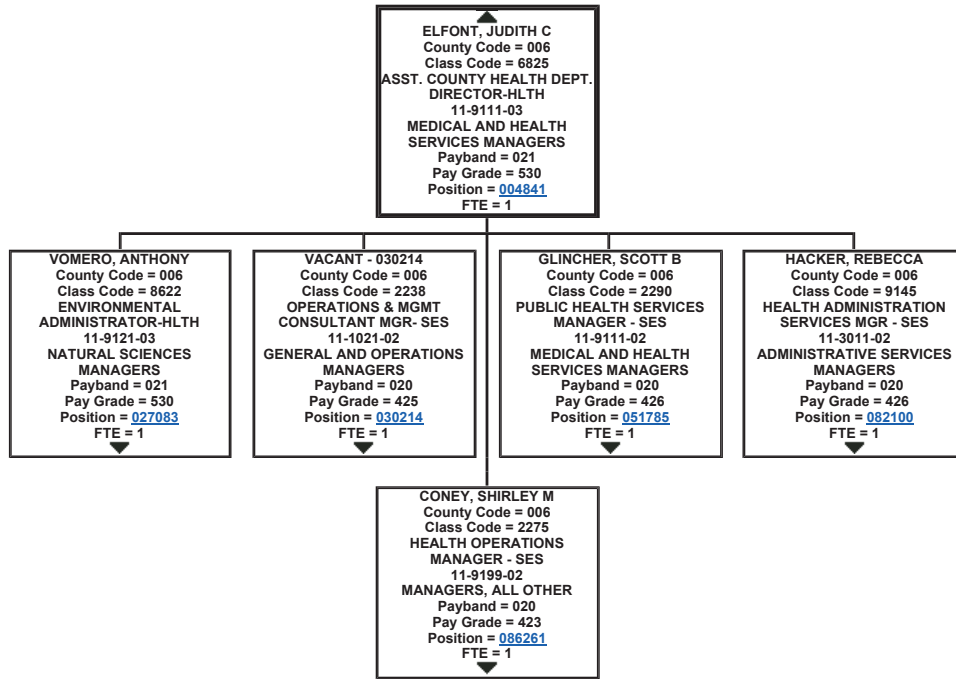 ELFONT, JUDITH C
County Code = 006
Class Code = 6825
ASST. COUNTY HEALTH DEPT.
DIRECTOR-HLTH
11-9111-03
MEDICAL AND HEALTH
SERVICES MANAGERS
Payband = 021
Pay Grade = 530
Position = 004841
FTE = 1
VOMERO, ANTHONY
County Code = 006
Class Code = 8622
ENVIRONMENTAL
ADMINISTRATOR-HLTH
11-9121-03
NATURAL SCIENCES
MANAGERS
Payband = 021
Pay Grade = 530
Position = 027083
FTE = 1
VACANT - 030214
County Code = 006
Class Code = 2238
OPERATIONS & MGMT
CONSULTANT MGR- SES
11-1021-02
GENERAL AND OPERATIONS
MANAGERS
Payband = 020
Pay Grade = 425
Position = 030214
FTE = 1
GLINCHER, SCOTT B
County Code = 006
Class Code = 2290
PUBLIC HEALTH SERVICES
MANAGER - SES
11-9111-02
MEDICAL AND HEALTH
SERVICES MANAGERS
Payband = 020
Pay Grade = 426
Position = 051785
FTE = 1
HACKER, REBECCA
County Code = 006
Class Code = 9145
HEALTH ADMINISTRATION
SERVICES MGR - SES
11-3011-02
ADMINISTRATIVE SERVICES
MANAGERS
Payband = 020
Pay Grade = 426
Position = 082100
FTE = 1
CONEY, SHIRLEY M
County Code = 006
Class Code = 2275
HEALTH OPERATIONS
MANAGER - SES
11-9199-02
MANAGERS, ALL OTHER
Payband = 020
Pay Grade = 423
Position = 086261
FTE = 1